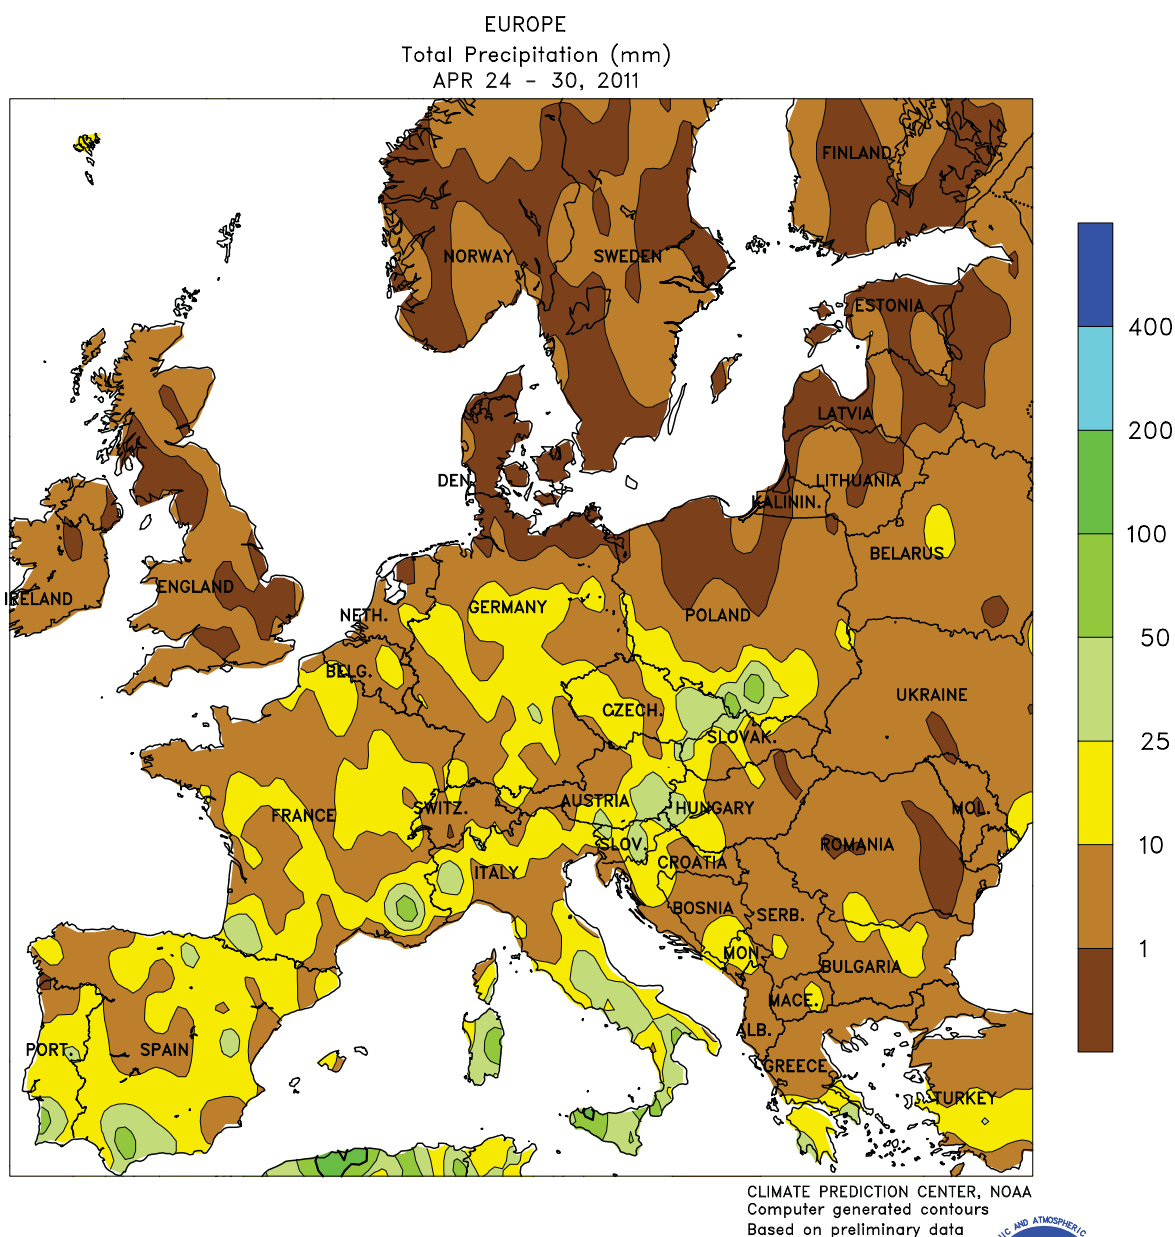 EUROPE
Total Precipitation (mm)
APR 24 - 30, 2011
FINLAND
NORWAY
SWEDEN
ESTONIA
400
LATVIA
200
DEN.
LITHUANIA
KALININ.
100
BELARUS
ENGLAND
IRELAND
NETH.
GERMANY
POLAND
50
BELG.
UKRAINE
CZECH.
SLOVAK.
25
FRANCE
SWITZ.
AUSTRIA
HUNGARY
MOL.
SLOV.
ROMANIA
10
ITALY
CROATIA
BOSNIA
SERB.
MON.
BULGARIA
1
MACE.
ALB.
PORT.
SPAIN
GREECE
TURKEY
CLIMATE PREDICTION CENTER, NOAA
Computer generated contours
Based on preliminary data
AND ATMOSPHERIC